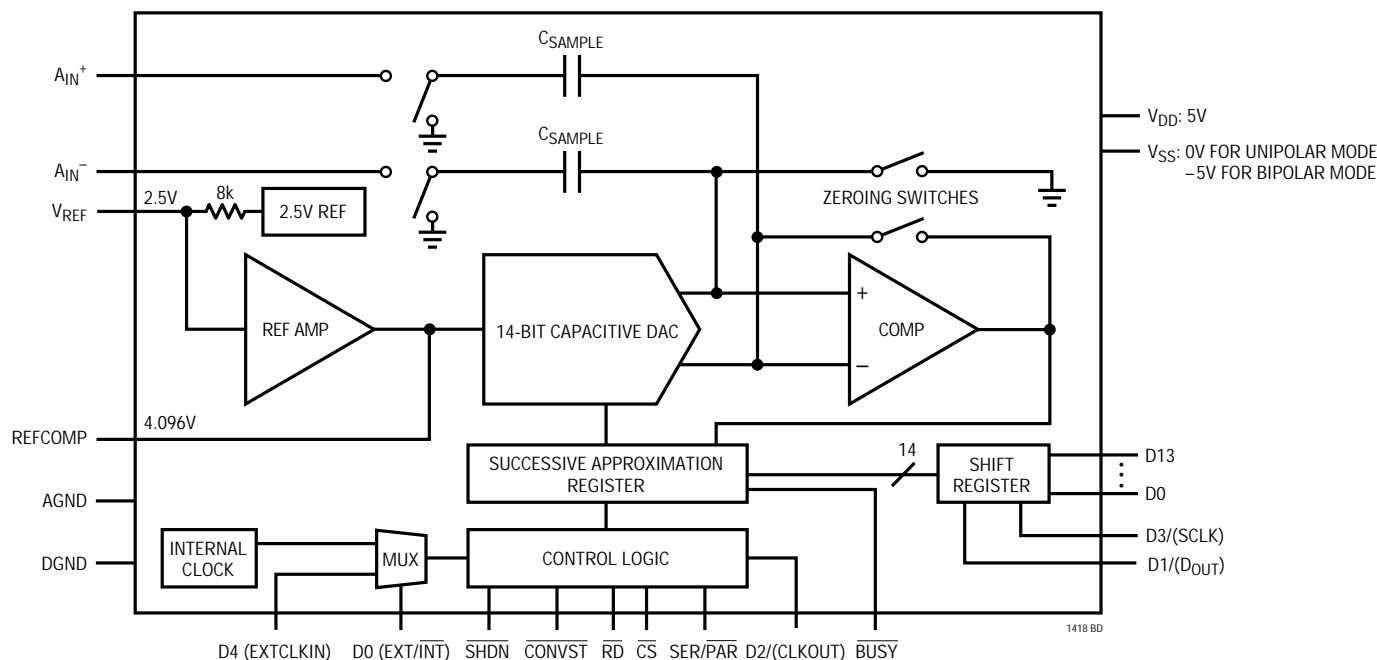 CSAMPLE
AIN+
VDD: 5V
CSAMPLE
VSS: 0V FOR UNIPOLAR MODE
–5V FOR BIPOLAR MODE
AIN–
ZEROING SWITCHES
2.5V
8k
VREF
2.5V REF
+
REF AMP
14-BIT CAPACITIVE DAC
COMP
–
4.096V
REFCOMP
14
D13
SUCCESSIVE APPROXIMATION
REGISTER
SHIFT
REGISTER
D0
AGND
D3/(SCLK)
INTERNAL
CLOCK
MUX
CONTROL LOGIC
DGND
D1/(DOUT)
1418 BD
D4 (EXTCLKIN) D0 (EXT/INT) SHDN CONVST RD CS SER/PAR D2/(CLKOUT) BUSY